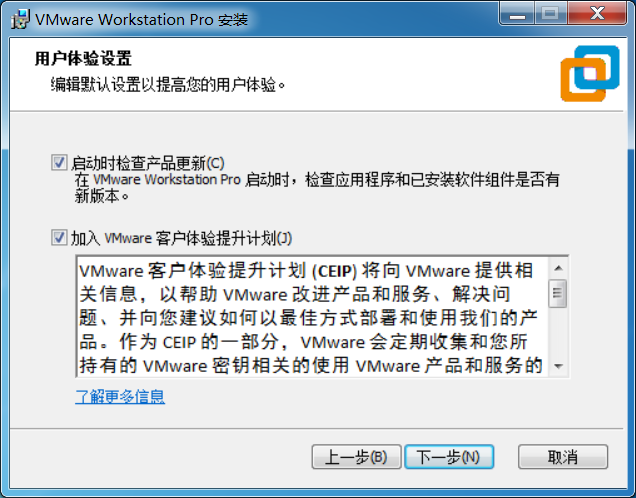 VMware Workstation Pro 安装
用户体验设置
编辑默认设置以提高您的用户体验。
启动时检查产品更新(C)
在 VMware Workstation Pro 启动时，检查应用程序和已安装软件组件是否有
新版本。
加入 VMware 客户体验提升计划(J)
VMware 客户体验提升计划 (CEIP) 将向 VMware 提供相
关信息，以帮助 VMware 改进产品和服务、解决问
题、并向您建议如何以最佳方式部署和使用我们的产
品。作为 CEIP 的一部分，VMware 会定期收集和您所
持有的 VMware 密钥相关的使用 VMware 产品和服务的
了解更多信息
上一步(B) 下一步(N) 取消